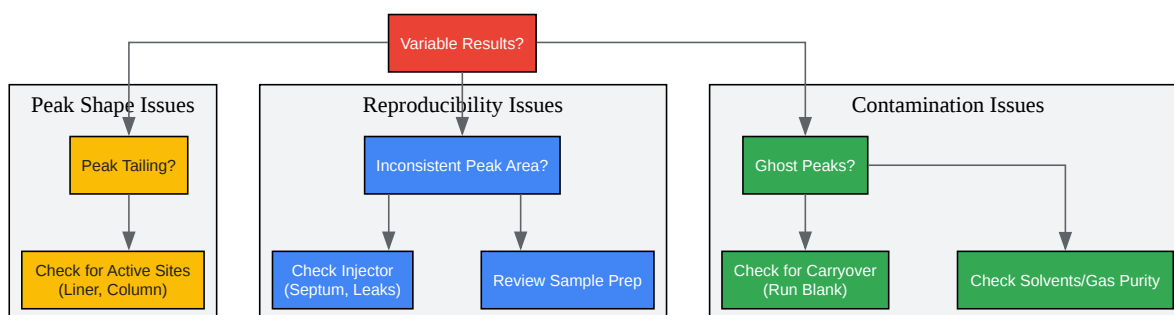 Variable Results?
Peak Shape Issues
Reproducibility Issues
Contamination Issues
Peak Tailing?
Inconsistent Peak Area?
Ghost Peaks?
Check for Active Sites
(Liner, Column)
Check Injector
(Septum, Leaks)
Review Sample Prep
Check for Carryover
(Run Blank)
Check Solvents/Gas Purity